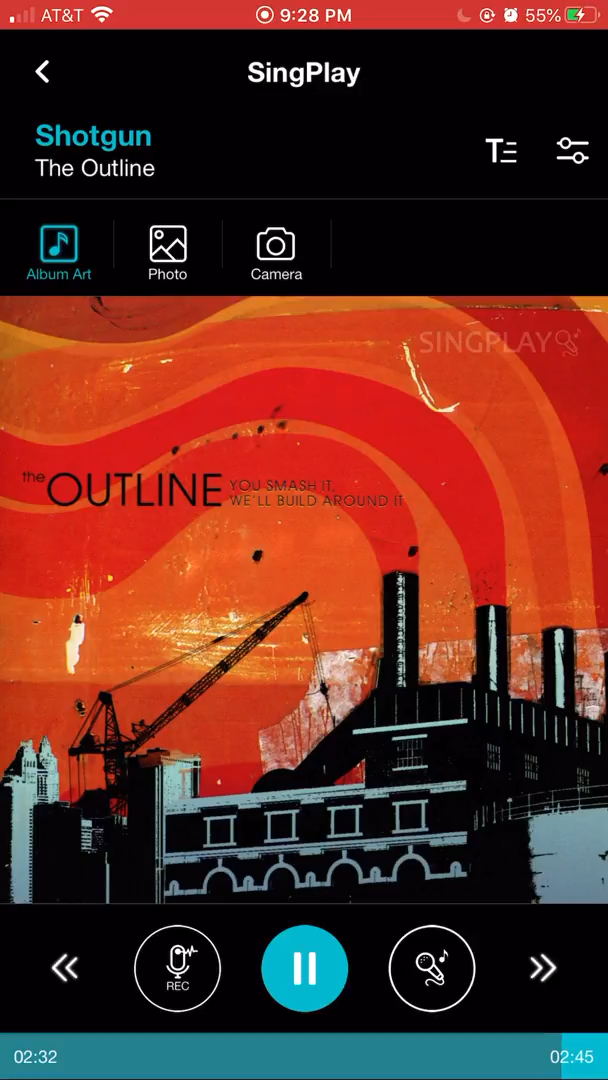 AT&T 9:28 PM 55%
SingPlay
Shotgun
The Outline
Album Art Photo Camera
SINGPLAY
the OUTLINE YOU SMASH IT,
WE'LL BUILD AROUND IT
REC
02:32 02:45